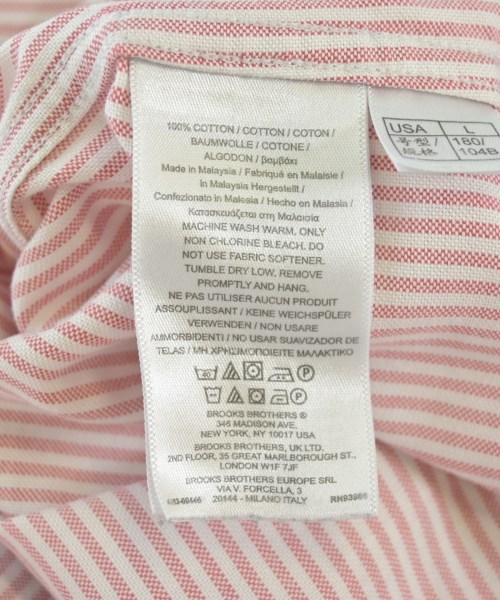 100% COTTON / COTTON / COTON /
BAUMWOLLE / COTONE /
ALGODON / βαμβάκι
Made in Malaysia / Fabriqué en Malaisie /
In Malaysia Hergestellt /
Confezionato in Malesia / Hecho en Malasia /
Κατασκευάζεται στη Μαλαισία
MACHINE WASH WARM, ONLY
NON CHLORINE BLEACH. DO
NOT USE FABRIC SOFTENER.
TUMBLE DRY LOW. REMOVE
PROMPTLY AND HANG.
NE PAS UTILISER AUCUN PRODUIT
ASSOUPLISSANT / KEINE WEICHSPÜLER
VERWENDEN / NON USARE
AMMORBIDENTI / NO USAR SUAVIZADOR DE
TELAS / ΜΗ ΧΡΗΣΙΜΟΠΟΙΕΙΤΕ ΜΑΛΑΚΤΙΚΟ
40 P
BROOKS BROTHERS ®
346 MADISON AVE.
NEW YORK, NY 10017 USA
BROOKS BROTHERS, UK LTD.
2ND FLOOR, 35 GREAT MARLBOROUGH ST.,
LONDON W1F 7JF
BROOKS BROTHERS EUROPE SRL
VIA V. FORCELLA, 3
20144 - MILANO ITALY
USA L
号型/ 180/
规格 104B